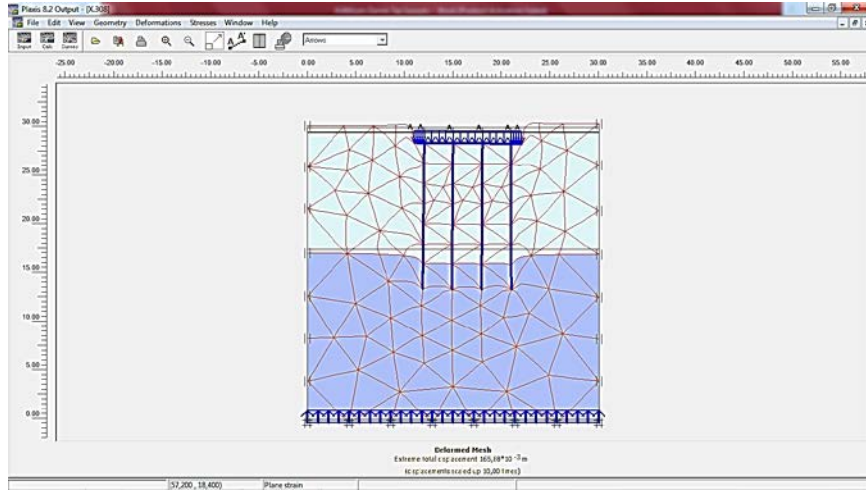 Plaxis 8.2 Output - [X.308]
File Edit View Geometry Deformations Stresses Window Help
Input Calc Curves Arrows
-25.00 -20.00 -15.00 -10.00 -5.00 0.00 5.00 10.00 15.00 20.00 25.00 30.00 35.00 40.00 45.00 50.00 55.00
30.00
25.00
20.00
15.00
10.00
5.00
0.00
A A A A A A
Deformed Mesh
Extreme total displacement
(displacements scaled up 10,00 times)
(57,200 , 18,400) Plane strain